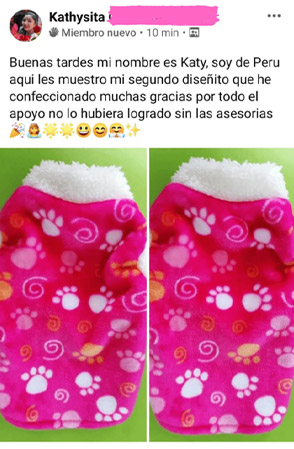 Kathysita
Miembro nuevo • 10 min •
Buenas tardes mi nombre es Katy, soy de Peru
aqui les muestro mi segundo diseñito que he
confeccionado muchas gracias por todo el
apoyo no lo hubiera logrado sin las asesorias
🎉🙇‍♀️🌟🌟😃😊🤗✨